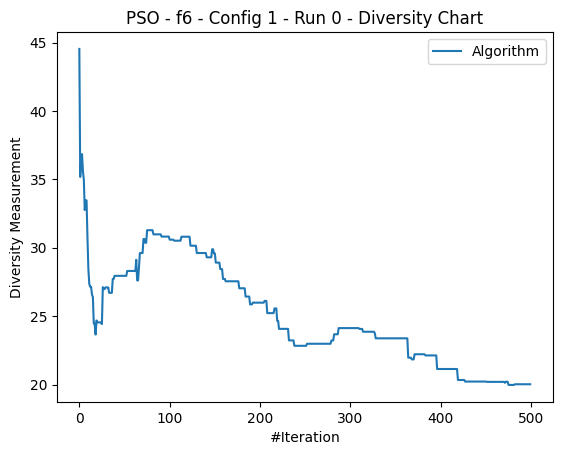 PSO - f6 - Config 1 - Run 0 - Diversity Chart
Algorithm
Diversity Measurement
45
40
35
30
25
20
0 100 200 300 400 500
#Iteration